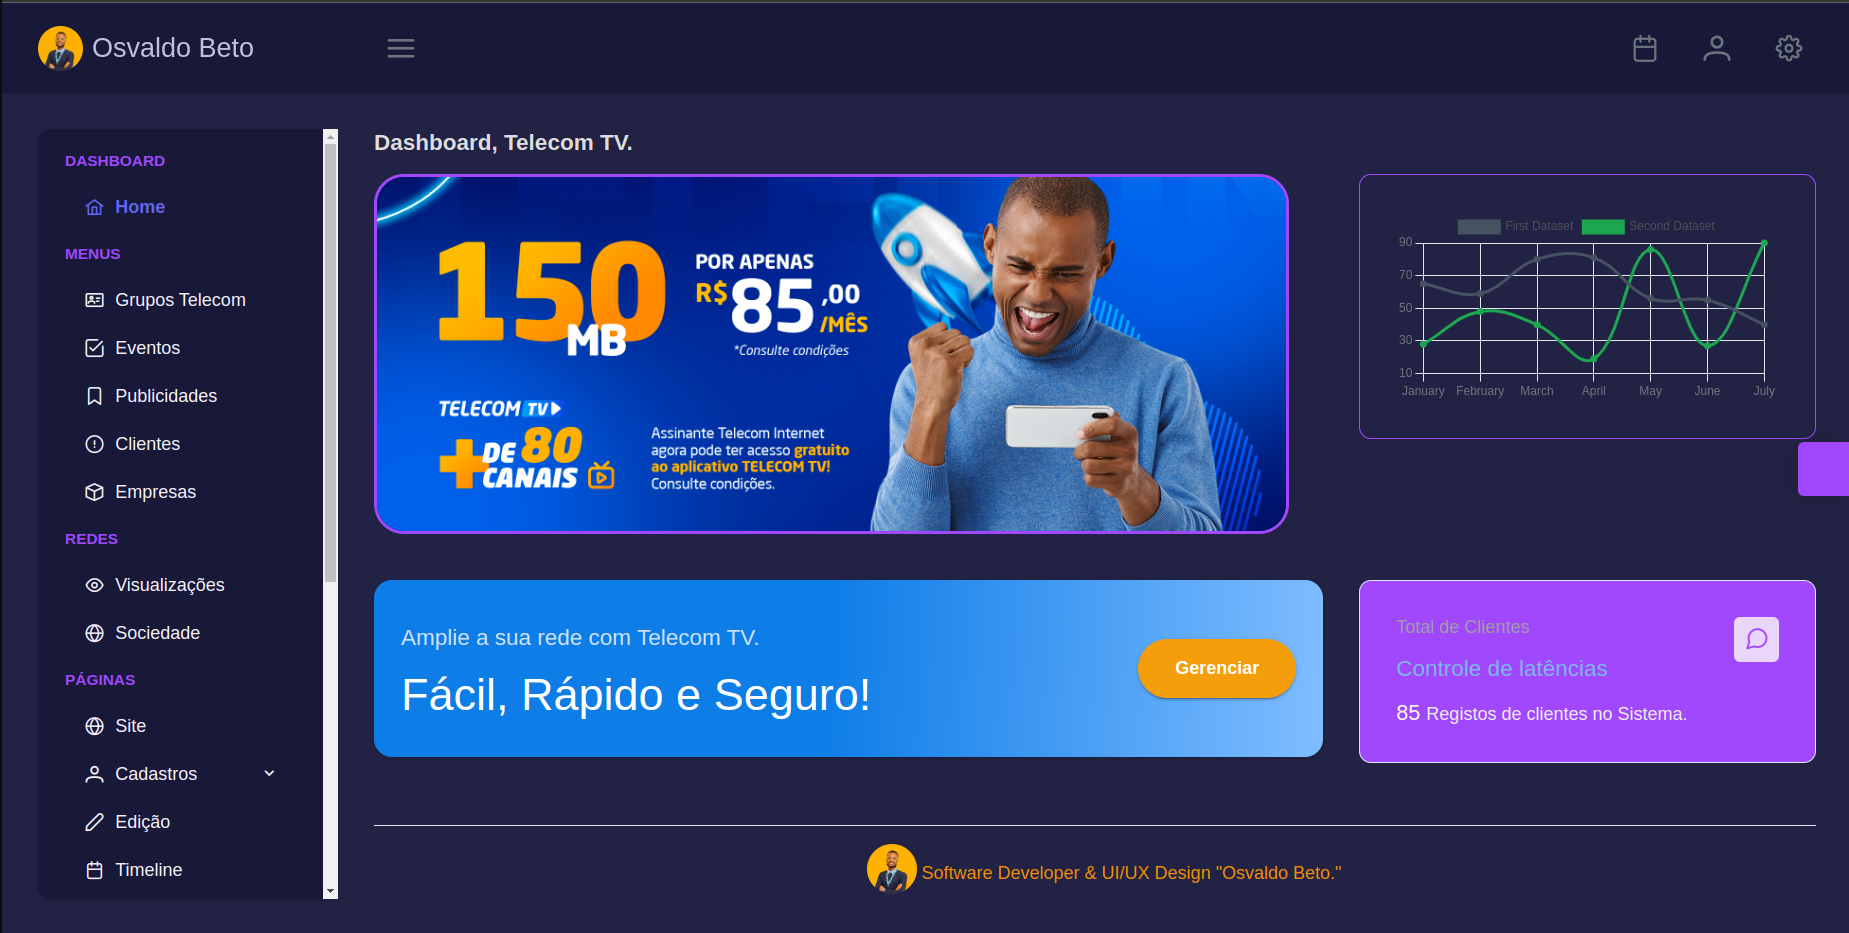 Osvaldo Beto
DASHBOARD
Home
MENUS
Grupos Telecom
Eventos
Publicidades
Clientes
Empresas
REDES
Visualizações
Sociedade
PÁGINAS
Site
Cadastros
Edição
Timeline
Dashboard, Telecom TV.
150
MB
POR APENAS
R$ 85,00
/MÊS
*Consulte condições
TELECOM TV
+ DE 80
CANAIS
Assinante Telecom Internet
agora pode ter acesso gratuito
ao aplicativo TELECOM TV!
Consulte condições.
First Dataset Second Dataset
90
70
50
30
10
January February March April May June July
Amplie a sua rede com Telecom TV.
Fácil, Rápido e Seguro!
Gerenciar
Total de Clientes
Controle de latências
85 Registos de clientes no Sistema.
Software Developer & UI/UX Design "Osvaldo Beto."